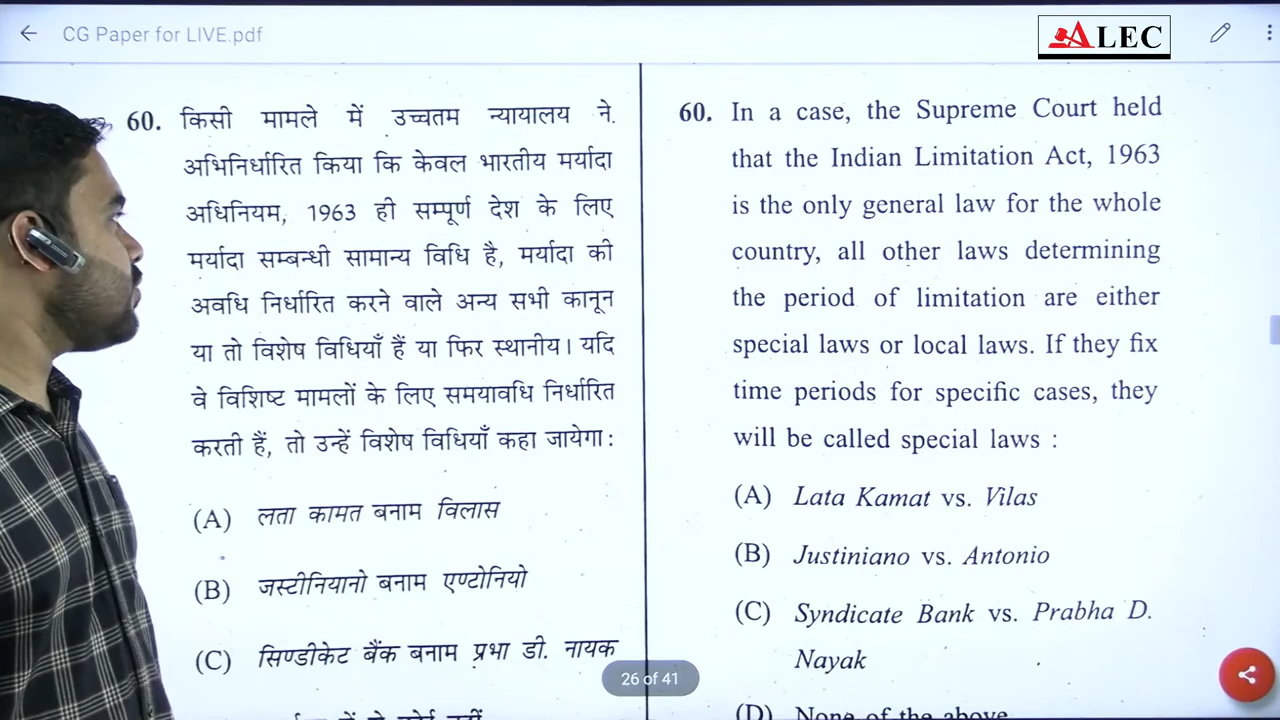 CG Paper for LIVE.pdf
ALEC
60. किसी मामले में उच्चतम न्यायालय ने
अभिनिर्धारित किया कि केवल भारतीय मर्यादा
अधिनियम, 1963 ही सम्पूर्ण देश के लिए
मर्यादा सम्बन्धी सामान्य विधि है, मर्यादा की
अवधि निर्धारित करने वाले अन्य सभी कानून
या तो विशेष विधियाँ हैं या फिर स्थानीय। यदि
वे विशिष्ट मामलों के लिए समयावधि निर्धारित
करती हैं, तो उन्हें विशेष विधियाँ कहा जायेगा :
(A) लता कामत बनाम विलास
(B) जस्टीनियानो बनाम एण्टोनियो
(C) सिण्डीकेट बैंक बनाम प्रभा डी. नायक
60. In a case, the Supreme Court held
that the Indian Limitation Act, 1963
is the only general law for the whole
country, all other laws determining
the period of limitation are either
special laws or local laws. If they fix
time periods for specific cases, they
will be called special laws :
(A) Lata Kamat vs. Vilas
(B) Justiniano vs. Antonio
(C) Syndicate Bank vs. Prabha D.
Nayak
(D) None of the above
26 of 41